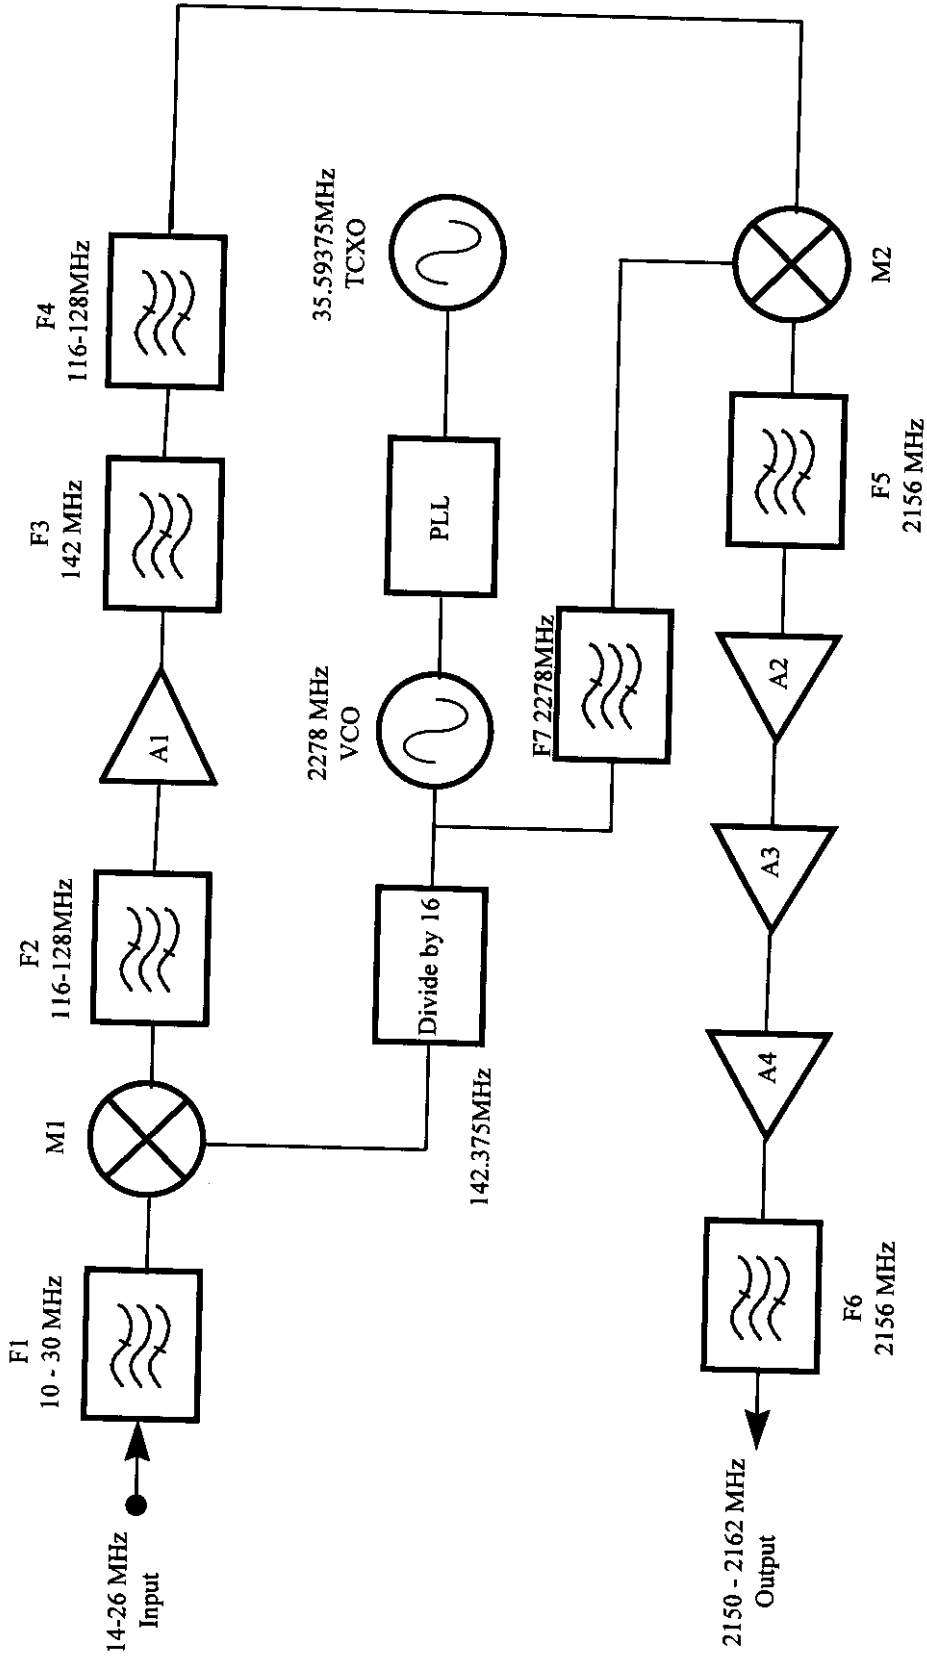 14-26 MHz
Input
F1
10 - 30 MHz
M1
F2
116-128MHz
A1
F3
142 MHz
F4
116-128MHz
142.375MHz
Divide by 16
2278 MHz
VCO
PLL
35.59375MHz
TCXO
F7 2278MHz
M2
F5
2156 MHz
A2
A3
A4
F6
2156 MHz
2150 - 2162 MHz
Output